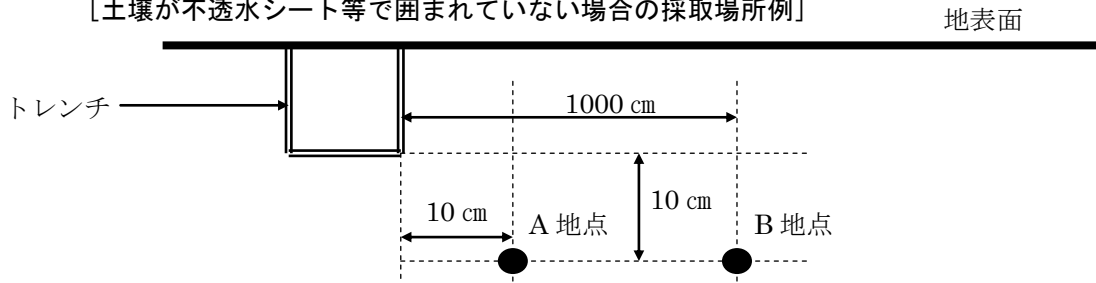 [土壌が不透水シート等で囲まれていない場合の採取場所例]
地表面
トレンチ
1000 ㎝
10 ㎝
10 ㎝
A 地点
B 地点